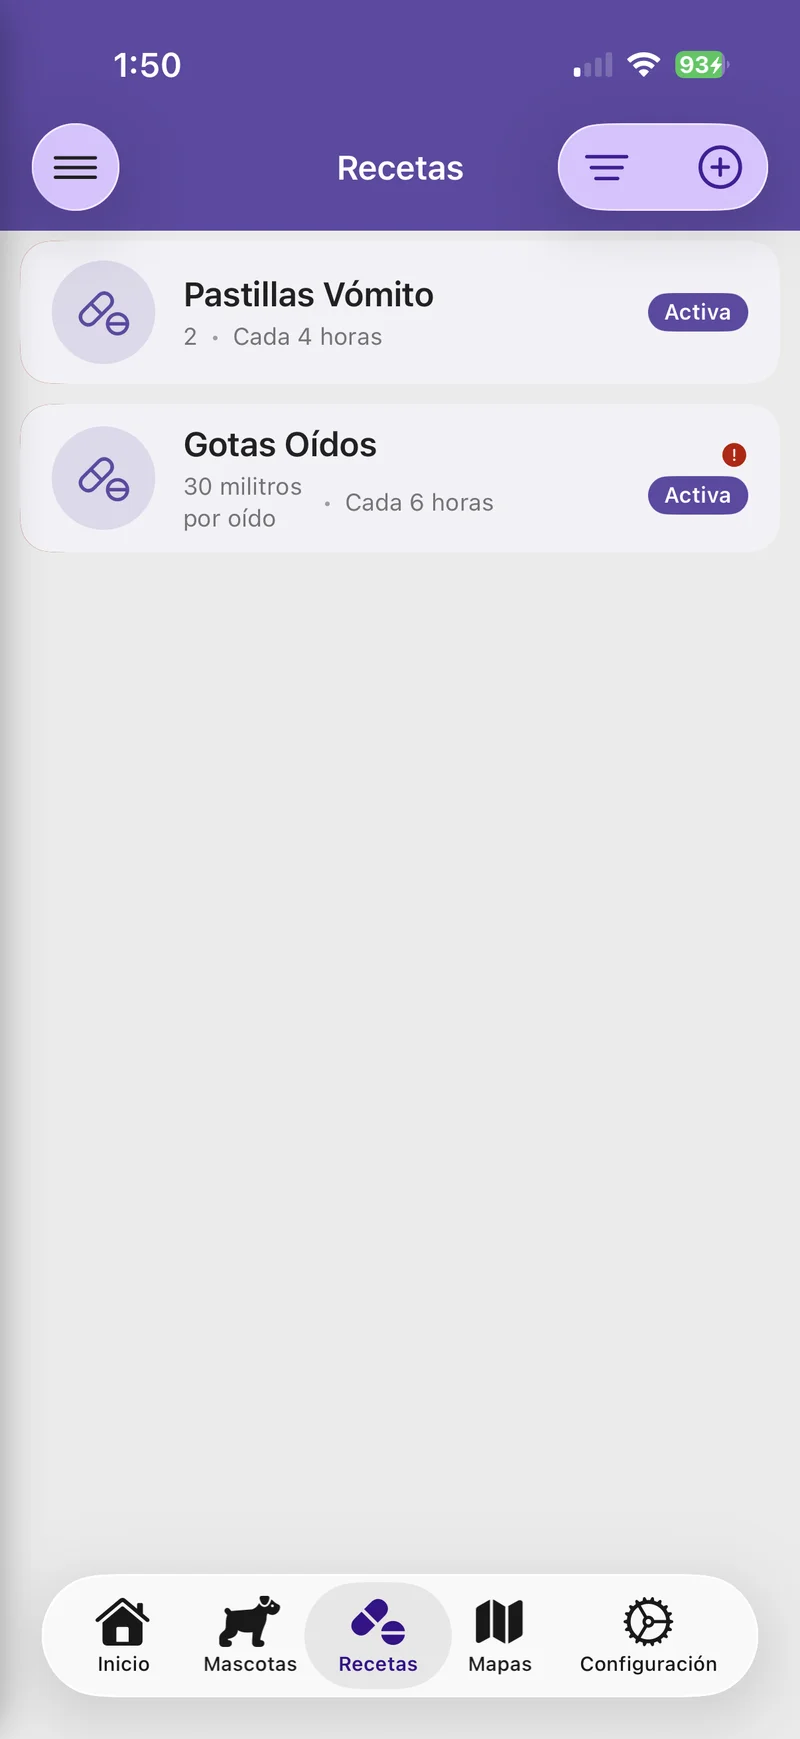 1:50
93
Recetas
Pastillas Vómito
2 • Cada 4 horas
Activa
Gotas Oídos
30 militros
por oído
• Cada 6 horas
!
Activa
Inicio
Mascotas
Recetas
Mapas
Configuración